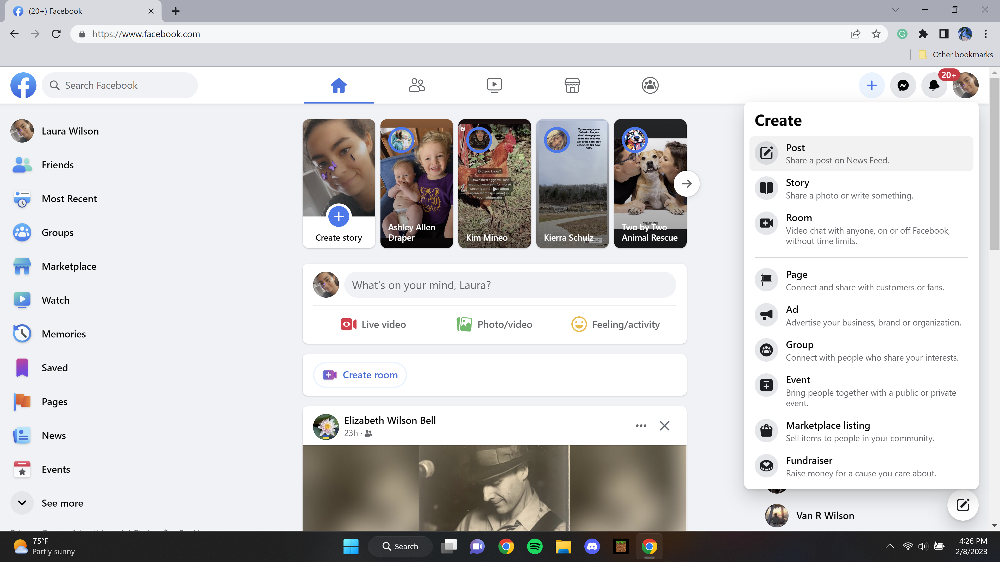 (20+) Facebook
https://www.facebook.com
Other bookmarks
Search Facebook
20+
Laura Wilson
Friends
Most Recent
Groups
Marketplace
Watch
Memories
Saved
Pages
News
Events
See more
Create story
Ashley Allen
Draper
Did you know?
Unwashed eggs will last
around two weeks(or more)
unrefrigerated
about
three months(or more) in
your refrigerator
Kim Mineo
If you change your
behavior but you
don't change your
heart, the behavior
will come back. Stay
consistent and have
faith.
Kierra Schulz
Two by Two
Animal Rescue
What's on your mind, Laura?
Live video
Photo/video
Feeling/activity
Create room
Elizabeth Wilson Bell
23h ·
Create
Post
Share a post on News Feed.
Story
Share a photo or write something.
Room
Video chat with anyone, on or off Facebook,
without time limits.
Page
Connect and share with customers or fans.
Ad
Advertise your business, brand or organization.
Group
Connect with people who share your interests.
Event
Bring people together with a public or private
event.
Marketplace listing
Sell items to people in your community.
Fundraiser
Raise money for a cause you care about.
Van R Wilson
75°F
Partly sunny
Search
4:26 PM
2/8/2023